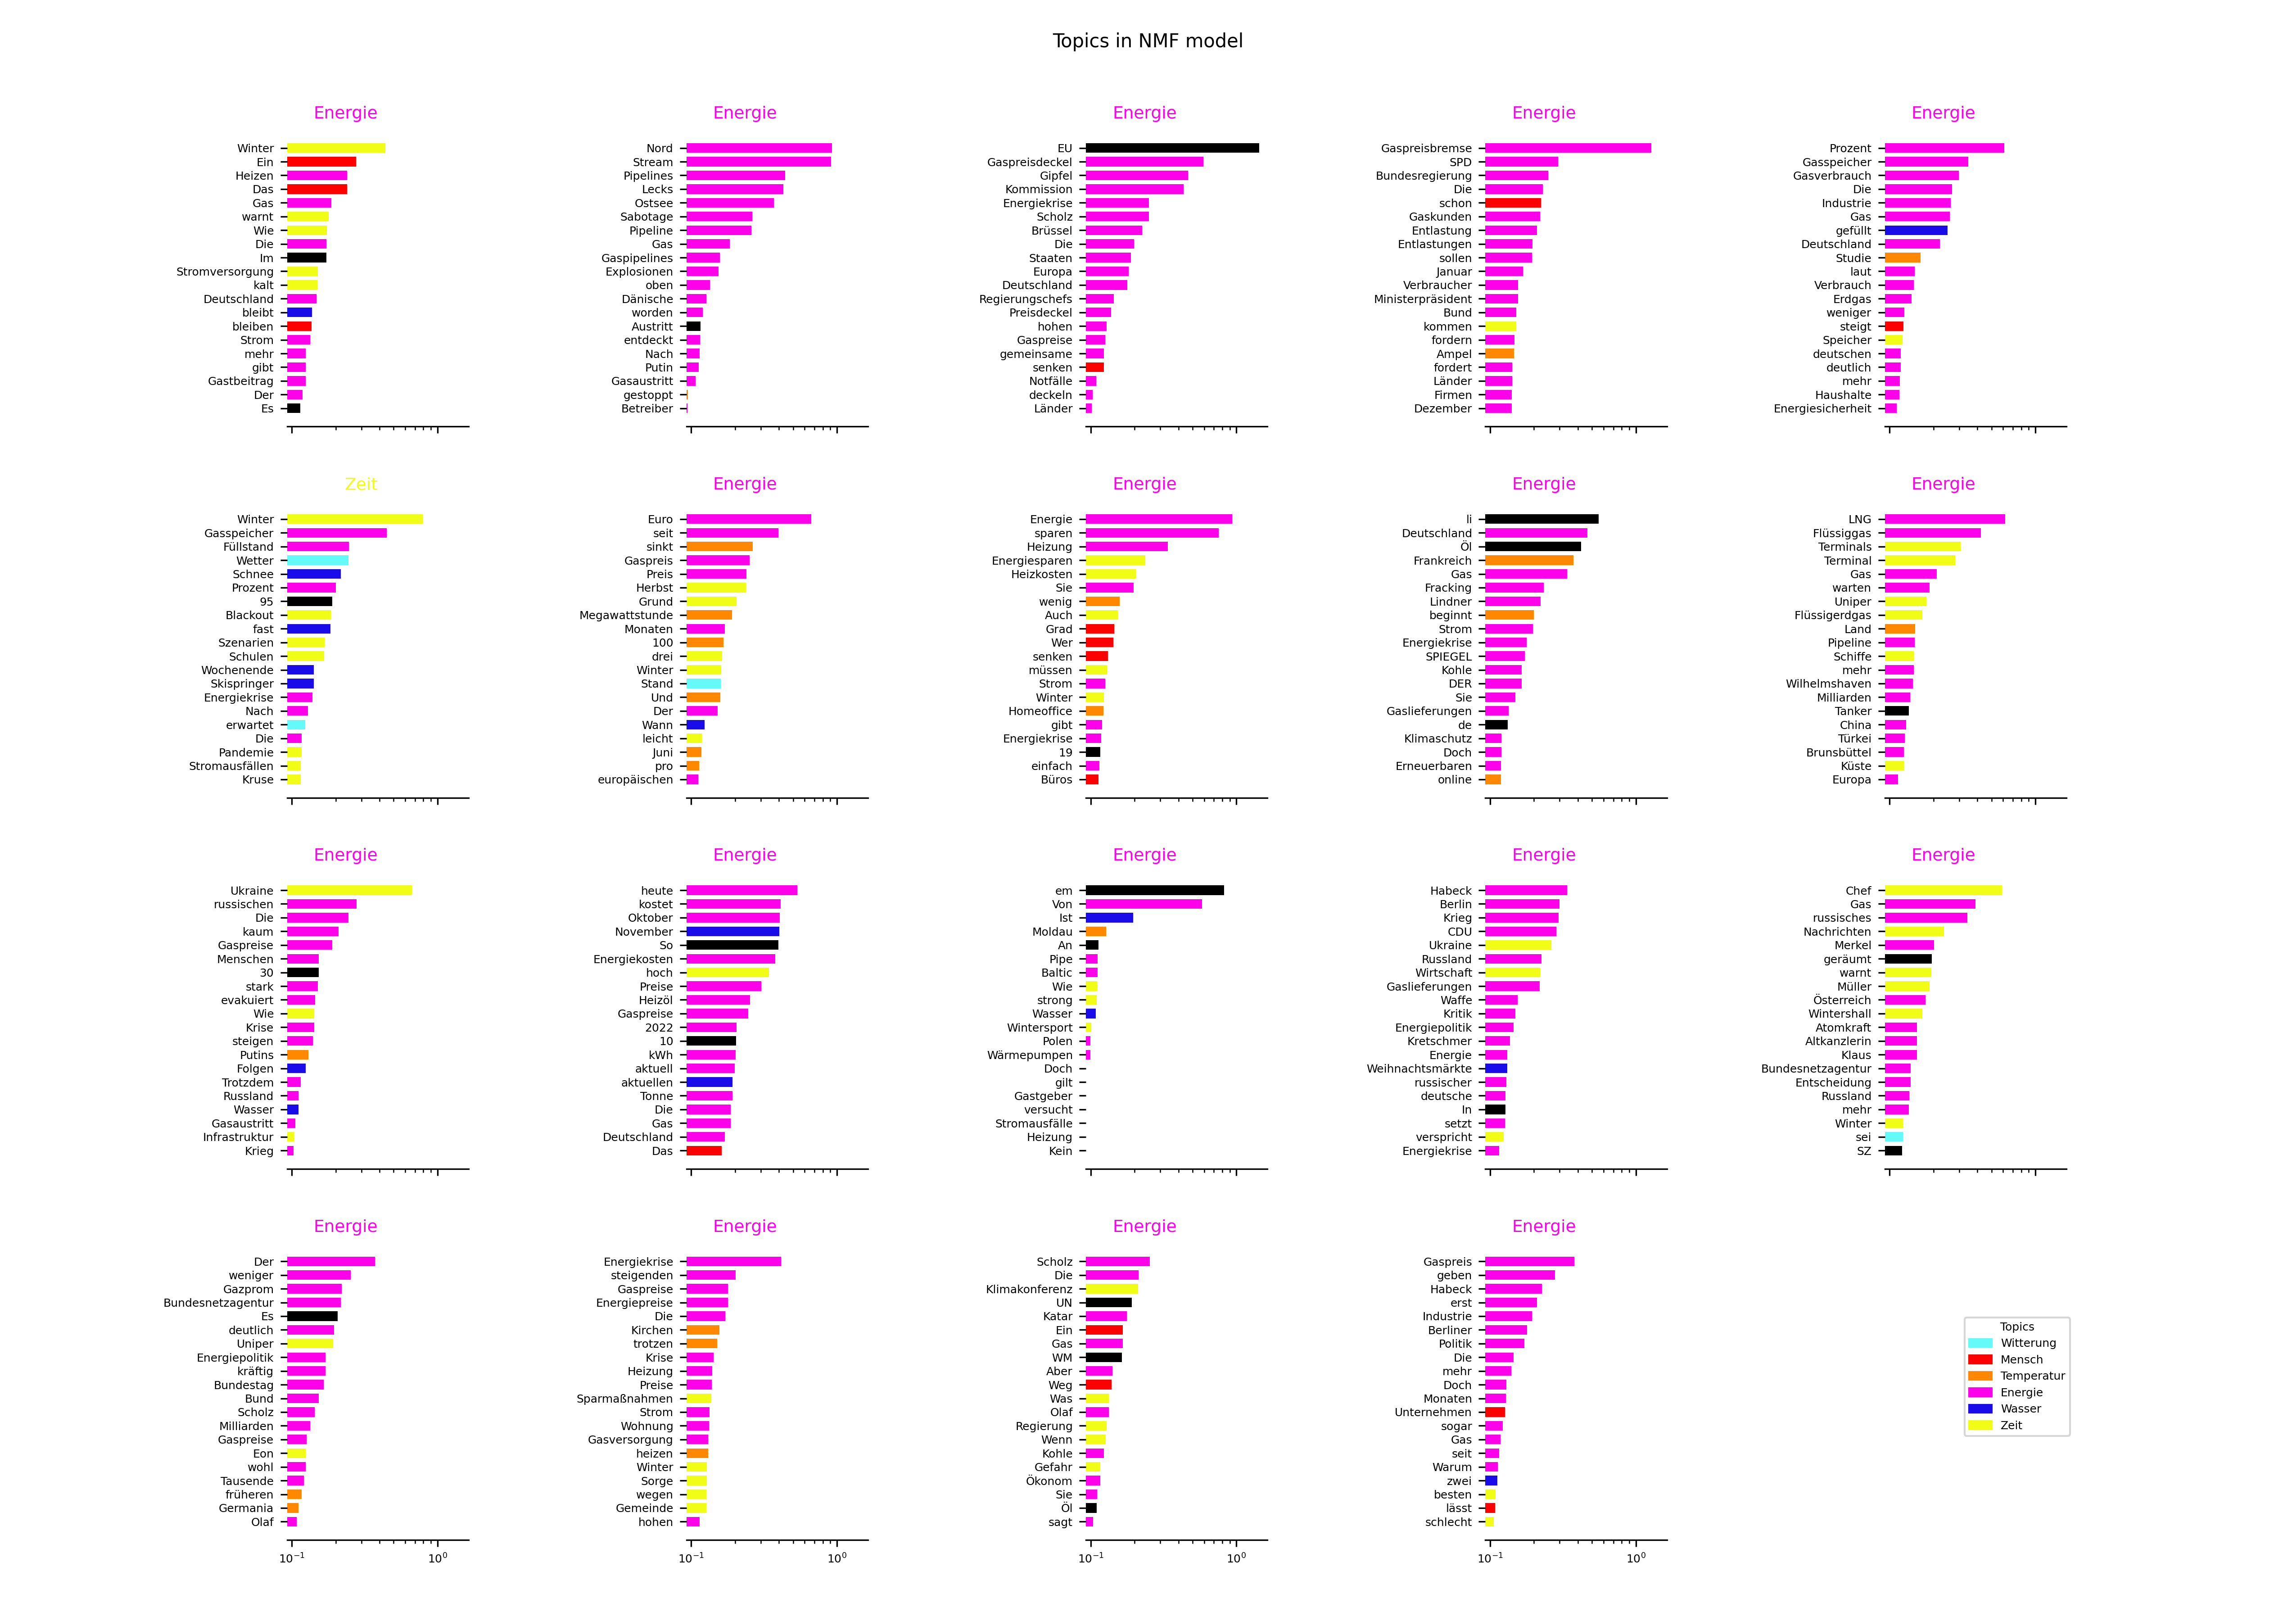 Topics in NMF model
Energie
Winter
Ein
Heizen
Das
Gas
warnt
Wie
Die
Im
Stromversorgung
kalt
Deutschland
bleibt
bleiben
Strom
mehr
gibt
Gastbeitrag
Der
Es
Energie
Nord
Stream
Pipelines
Lecks
Ostsee
Sabotage
Pipeline
Gas
Gaspipelines
Explosionen
oben
Dänische
worden
Austritt
entdeckt
Nach
Putin
Gasaustritt
gestoppt
Betreiber
Energie
EU
Gaspreisdeckel
Gipfel
Kommission
Energiekrise
Scholz
Brüssel
Die
Staaten
Europa
Deutschland
Regierungschefs
Preisdeckel
hohen
Gaspreise
gemeinsame
senken
Notfälle
deckeln
Länder
Energie
Gaspreisbremse
SPD
Bundesregierung
Die
schon
Gaskunden
Entlastung
Entlastungen
sollen
Januar
Verbraucher
Ministerpräsident
Bund
kommen
fordern
Ampel
fordert
Länder
Firmen
Dezember
Energie
Prozent
Gasspeicher
Gasverbrauch
Die
Industrie
Gas
gefüllt
Deutschland
Studie
laut
Verbrauch
Erdgas
weniger
steigt
Speicher
deutschen
deutlich
mehr
Haushalte
Energiesicherheit
Zeit
Winter
Gasspeicher
Füllstand
Wetter
Schnee
Prozent
95
Blackout
fast
Szenarien
Schulen
Wochenende
Skispringer
Energiekrise
Nach
erwartet
Die
Pandemie
Stromausfällen
Kruse
Energie
Euro
seit
sinkt
Gaspreis
Preis
Herbst
Grund
Megawattstunde
Monaten
100
drei
Winter
Stand
Und
Der
Wann
leicht
Juni
pro
europäischen
Energie
Energie
sparen
Heizung
Energiesparen
Heizkosten
Sie
wenig
Auch
Grad
Wer
senken
müssen
Strom
Winter
Homeoffice
gibt
Energiekrise
19
einfach
Büros
Energie
li
Deutschland
Öl
Frankreich
Gas
Fracking
Lindner
beginnt
Strom
Energiekrise
SPIEGEL
Kohle
DER
Sie
Gaslieferungen
de
Klimaschutz
Doch
Erneuerbaren
online
Energie
LNG
Flüssiggas
Terminals
Terminal
Gas
warten
Uniper
Flüssigerdgas
Land
Pipeline
Schiffe
mehr
Wilhelmshaven
Milliarden
Tanker
China
Türkei
Brunsbüttel
Küste
Europa
Energie
Ukraine
russischen
Die
kaum
Gaspreise
Menschen
30
stark
evakuiert
Wie
Krise
steigen
Putins
Folgen
Trotzdem
Russland
Wasser
Gasaustritt
Infrastruktur
Krieg
Energie
heute
kostet
Oktober
November
So
Energiekosten
hoch
Preise
Heizöl
Gaspreise
2022
10
kWh
aktuell
aktuellen
Tonne
Die
Gas
Deutschland
Das
Energie
em
Von
Ist
Moldau
An
Pipe
Baltic
Wie
strong
Wasser
Wintersport
Polen
Wärmepumpen
Doch
gilt
Gastgeber
versucht
Stromausfälle
Heizung
Kein
Energie
Habeck
Berlin
Krieg
CDU
Ukraine
Russland
Wirtschaft
Gaslieferungen
Waffe
Kritik
Energiepolitik
Kretschmer
Energie
Weihnachtsmärkte
russischer
deutsche
In
setzt
verspricht
Energiekrise
Energie
Chef
Gas
russisches
Nachrichten
Merkel
geräumt
warnt
Müller
Österreich
Wintershall
Atomkraft
Altkanzlerin
Klaus
Bundesnetzagentur
Entscheidung
Russland
mehr
Winter
sei
SZ
Energie
Der
weniger
Gazprom
Bundesnetzagentur
Es
deutlich
Uniper
Energiepolitik
kräftig
Bundestag
Bund
Scholz
Milliarden
Gaspreise
Eon
wohl
Tausende
früheren
Germania
Olaf
10⁻¹ 10⁰
Energie
Energiekrise
steigenden
Gaspreise
Energiepreise
Die
Kirchen
trotzen
Krise
Heizung
Preise
Sparmaßnahmen
Strom
Wohnung
Gasversorgung
heizen
Winter
Sorge
wegen
Gemeinde
hohen
10⁻¹ 10⁰
Energie
Scholz
Die
Klimakonferenz
UN
Katar
Ein
Gas
WM
Aber
Weg
Was
Olaf
Regierung
Wenn
Kohle
Gefahr
Ökonom
Sie
Öl
sagt
10⁻¹ 10⁰
Energie
Gaspreis
geben
Habeck
erst
Industrie
Berliner
Politik
Die
mehr
Doch
Monaten
Unternehmen
sogar
Gas
seit
Warum
zwei
besten
lässt
schlecht
10⁻¹ 10⁰
Topics
Witterung
Mensch
Temperatur
Energie
Wasser
Zeit